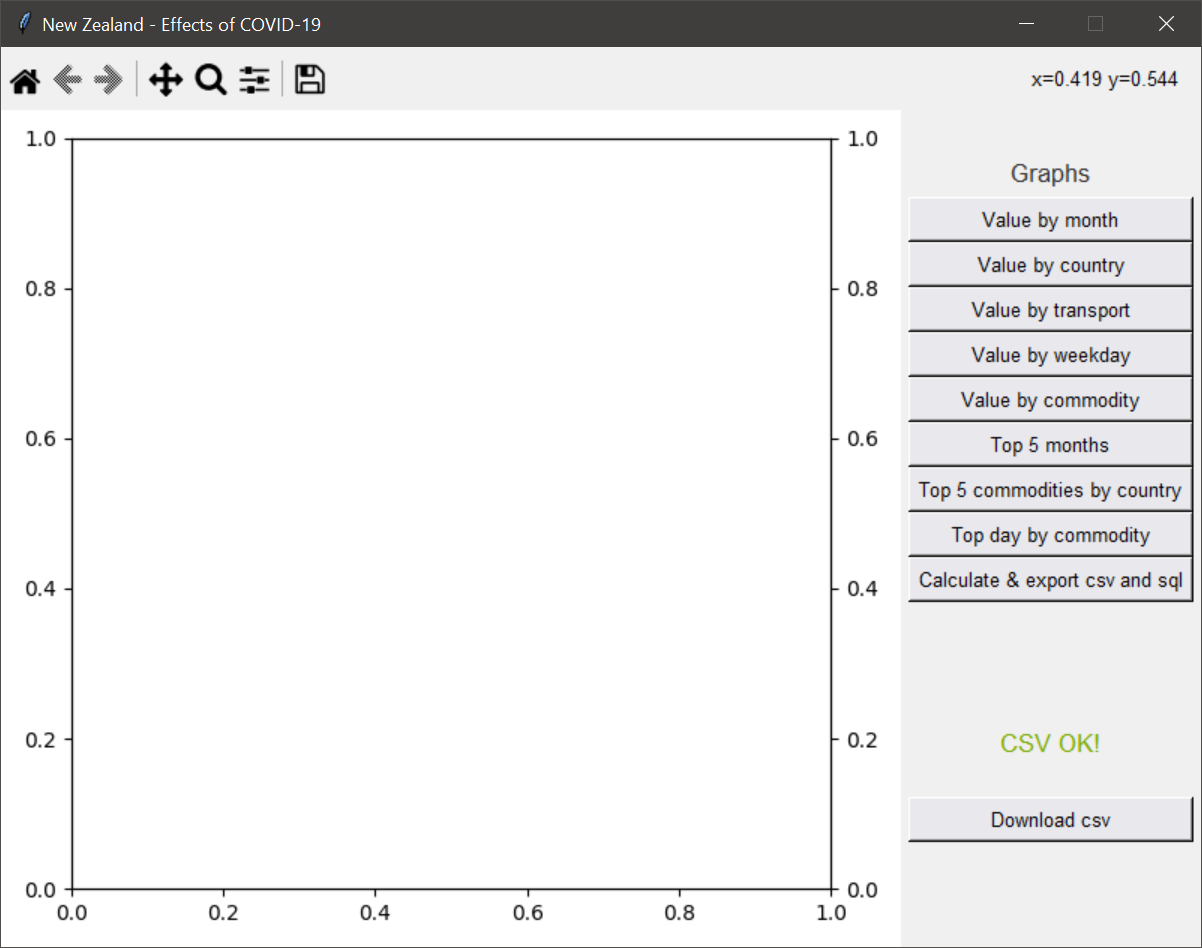 New Zealand - Effects of COVID-19
x=0.419 y=0.544
1.0 1.0
0.8 0.8
0.6 0.6
0.4 0.4
0.2 0.2
0.0 0.0
0.0 0.2 0.4 0.6 0.8 1.0
Graphs
Value by month
Value by country
Value by transport
Value by weekday
Value by commodity
Top 5 months
Top 5 commodities by country
Top day by commodity
Calculate & export csv and sql
CSV OK!
Download csv